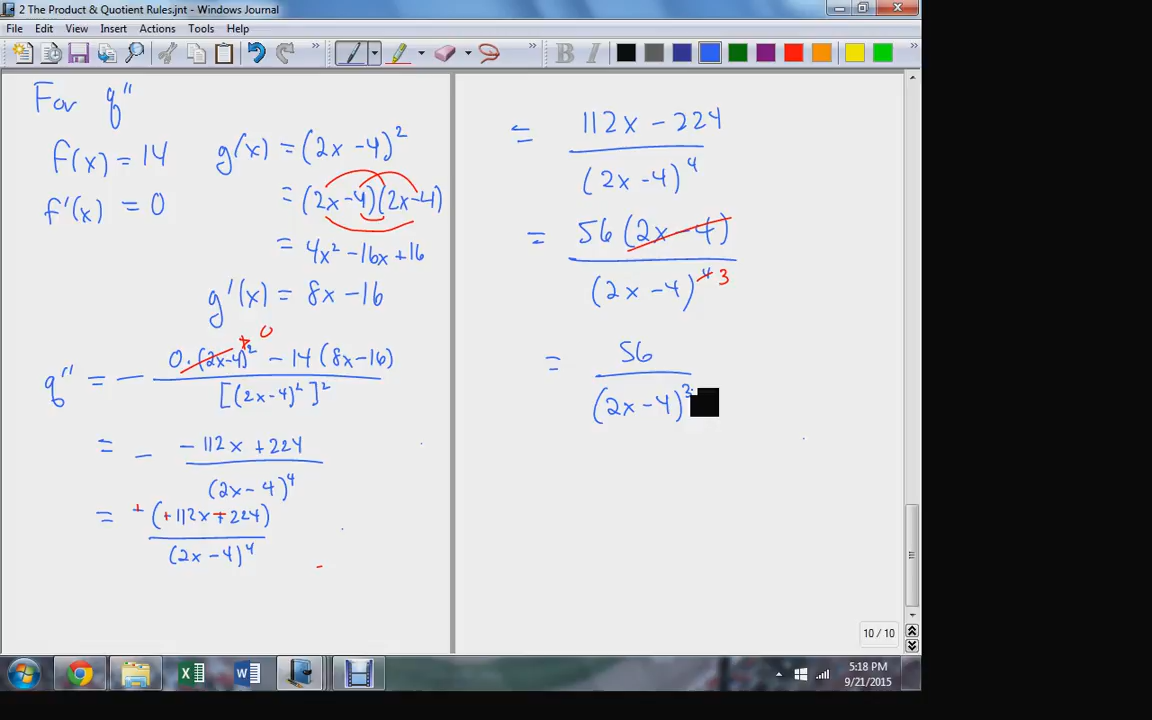 2 The Product & Quotient Rules.jnt - Windows Journal
File Edit View Insert Actions Tools Help
For q''
f(x) = 14
f'(x) = 0
g(x) = (2x - 4)²
= (2x - 4)(2x - 4)
= 4x² - 16x + 16
g'(x) = 8x - 16
0
q'' = - 0·(2x-4)² - 14(8x-16)
[(2x-4)²]²
= - -112x + 224
(2x - 4)⁴
= +(+112x - 224)
(2x - 4)⁴
= 112x - 224
(2x - 4)⁴
= 56(2x - 4)
(2x - 4)⁴ 3
= 56
(2x - 4)³
10 / 10
5:18 PM
9/21/2015